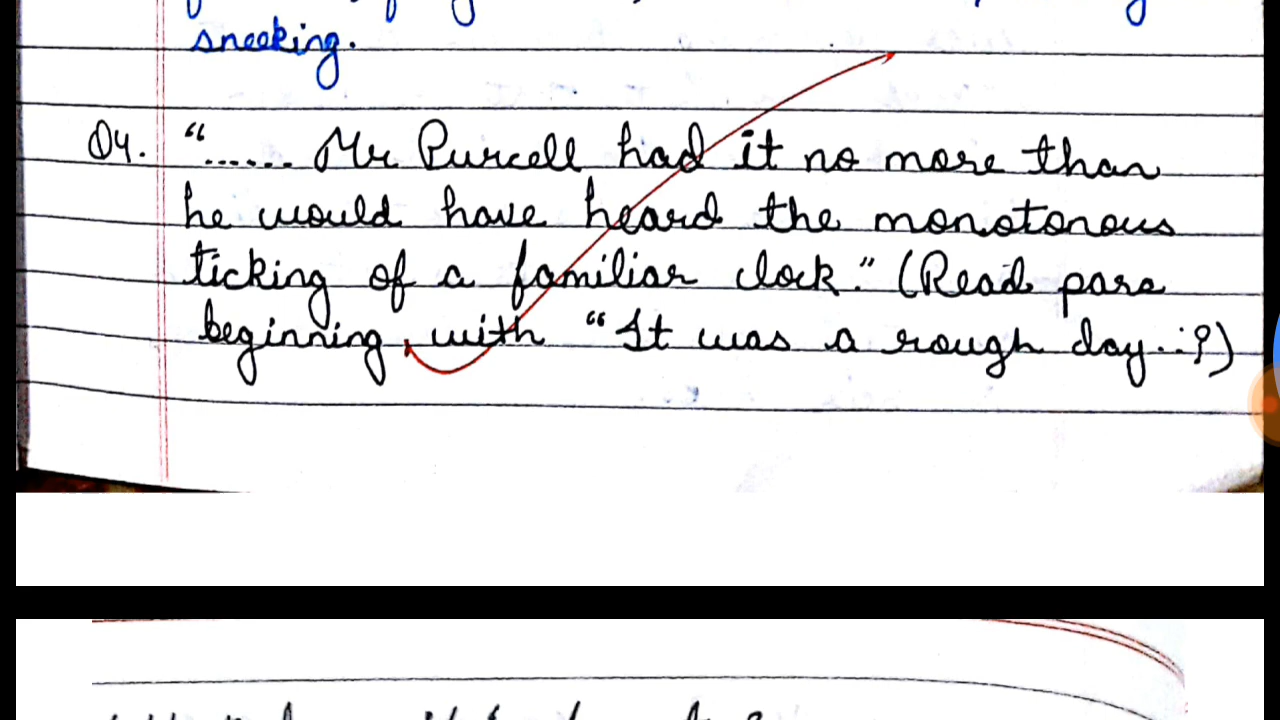 sneeking.
Q4. "...... Mr Purcell had it no more than
he would have heard the monotonous
ticking of a familiar clock." (Read para
beginning with "It was a rough day..?)